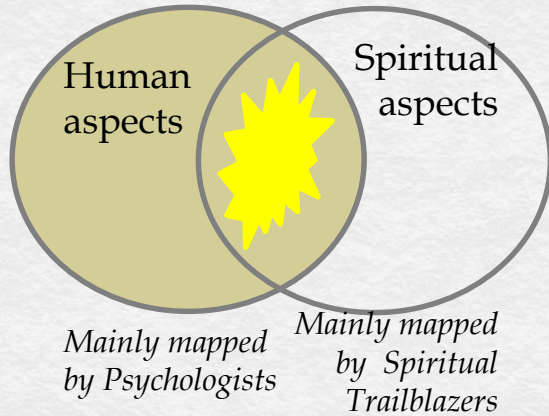 Human
aspects
Spiritual
aspects
Mainly mapped
by Psychologists
Mainly mapped
by Spiritual
Trailblazers